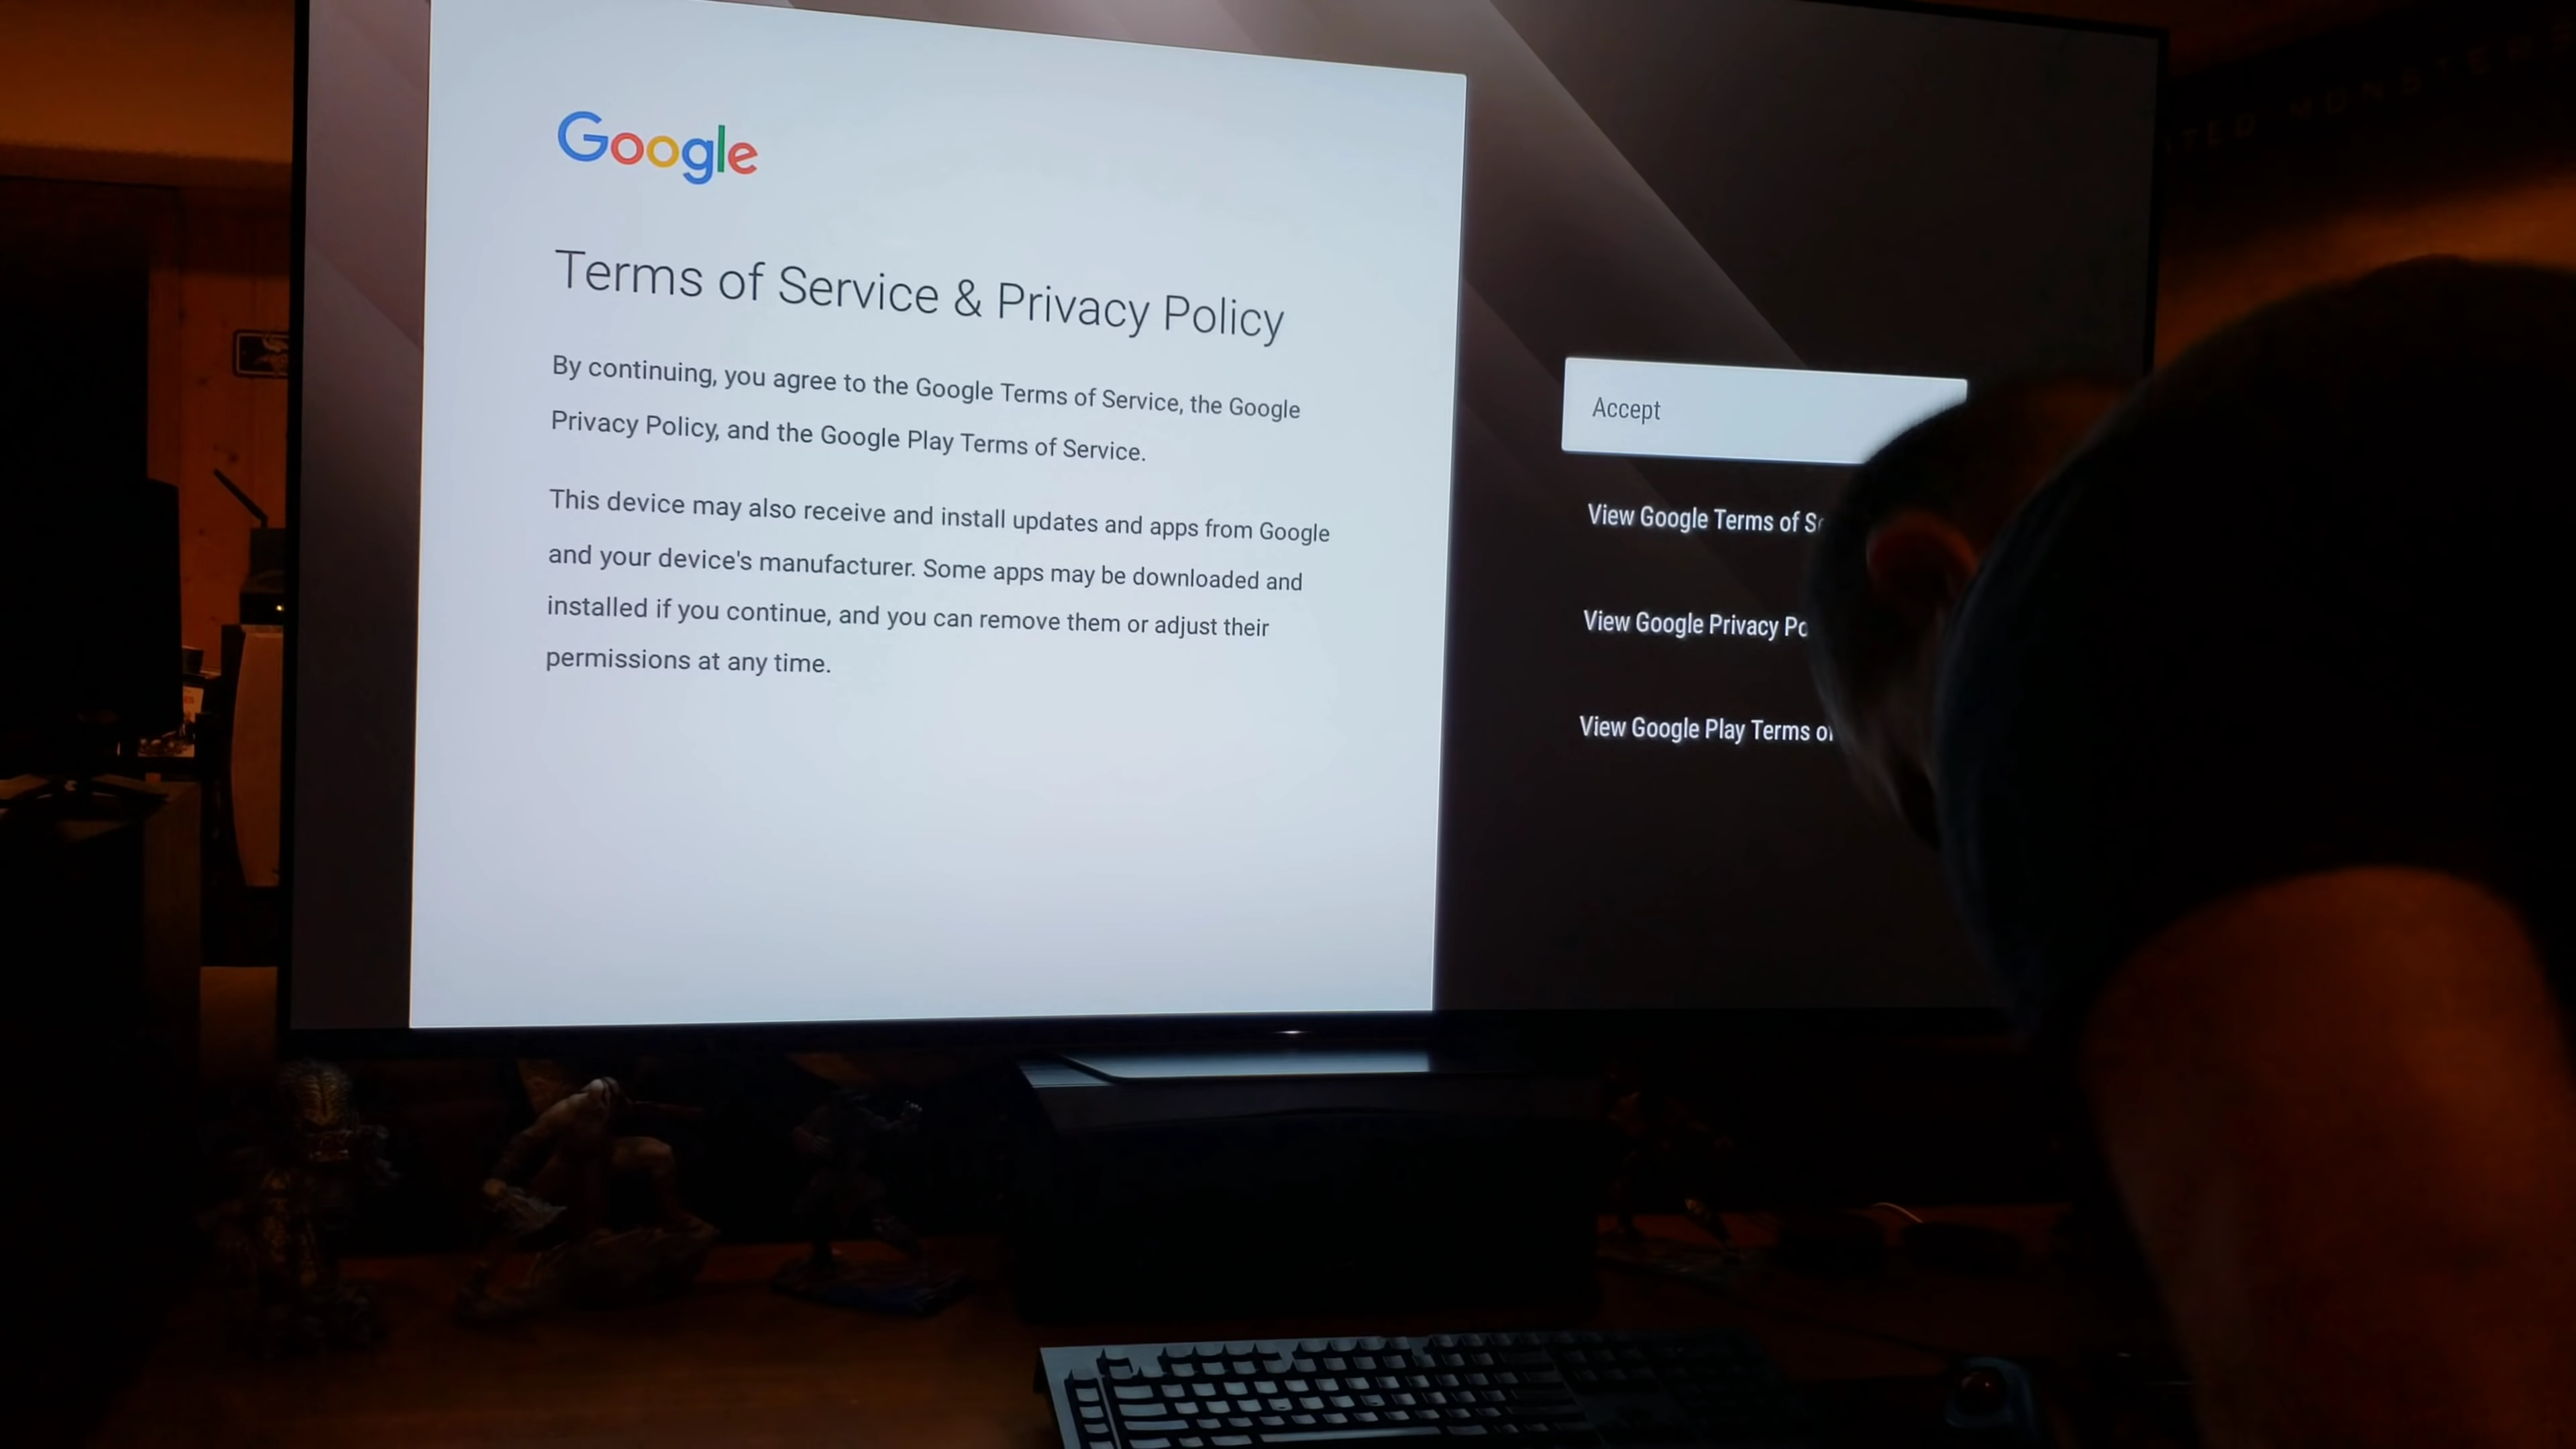 Google
Terms of Service & Privacy Policy
By continuing, you agree to the Google Terms of Service, the Google
Privacy Policy, and the Google Play Terms of Service.
This device may also receive and install updates and apps from Google
and your device's manufacturer. Some apps may be downloaded and
installed if you continue, and you can remove them or adjust their
permissions at any time.
Accept
View Google Terms of
View Google Privacy
View Google Play Terms
MONSTER